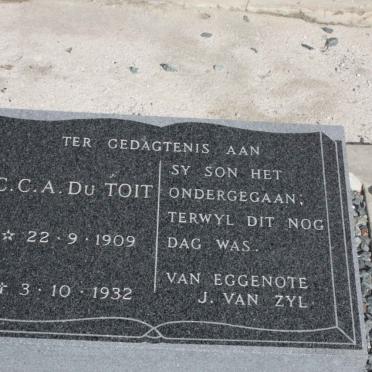 TER GEDAGTENIS AAN
C.C.A. DU TOIT
☆ 22 - 9 - 1909
☆ 3 - 10 - 1932
SY SON HET
ONDERGEGAAN;
TERWYL DIT NOG
DAG WAS.
VAN EGGENOTE
J. VAN ZYL.